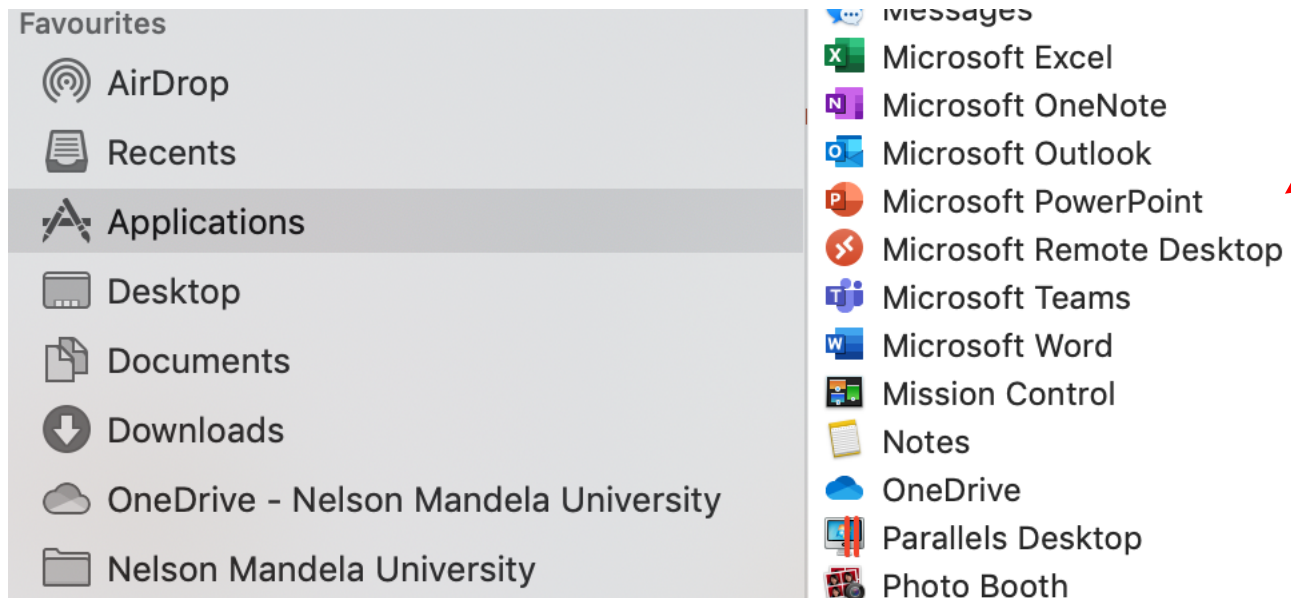 Favourites
AirDrop
Recents
Applications
Desktop
Documents
Downloads
OneDrive - Nelson Mandela University
Nelson Mandela University
Messages
Microsoft Excel
Microsoft OneNote
Microsoft Outlook
Microsoft PowerPoint
Microsoft Remote Desktop
Microsoft Teams
Microsoft Word
Mission Control
Notes
OneDrive
Parallels Desktop
Photo Booth